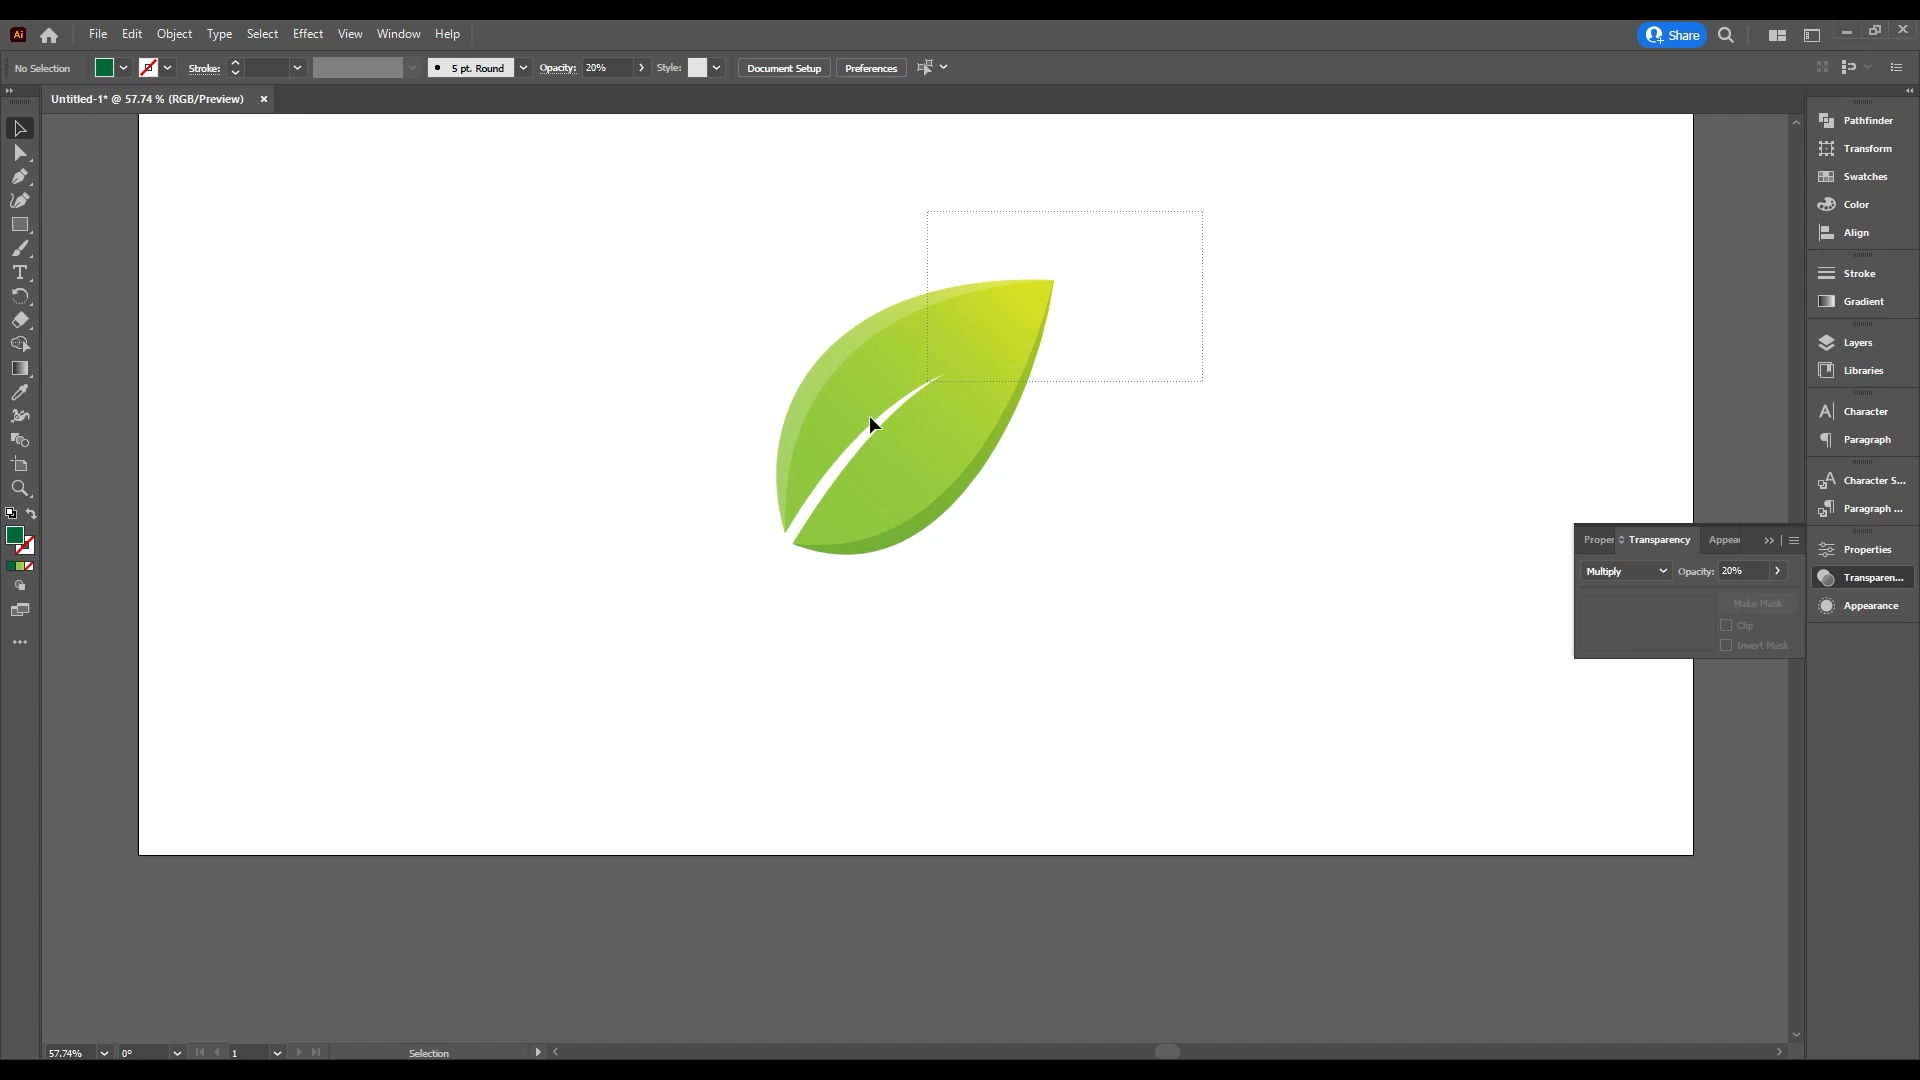 Ai File Edit Object Type Select Effect View Window Help Share
No Selection Stroke: 5 pt. Round Opacity: 20% Style: Document Setup Preferences
Untitled-1* @ 57.74 % (RGB/Preview) ×
Pathfinder
Transform
Swatches
Color
Align
Stroke
Gradient
Layers
Libraries
Character
Paragraph
Character S...
Paragraph ...
Properties
Transparen...
Appearance
Proper Transparency Appear
Multiply Opacity: 20%
Make Mask
Clip
Invert Mask
57.74% 0° 1 Selection